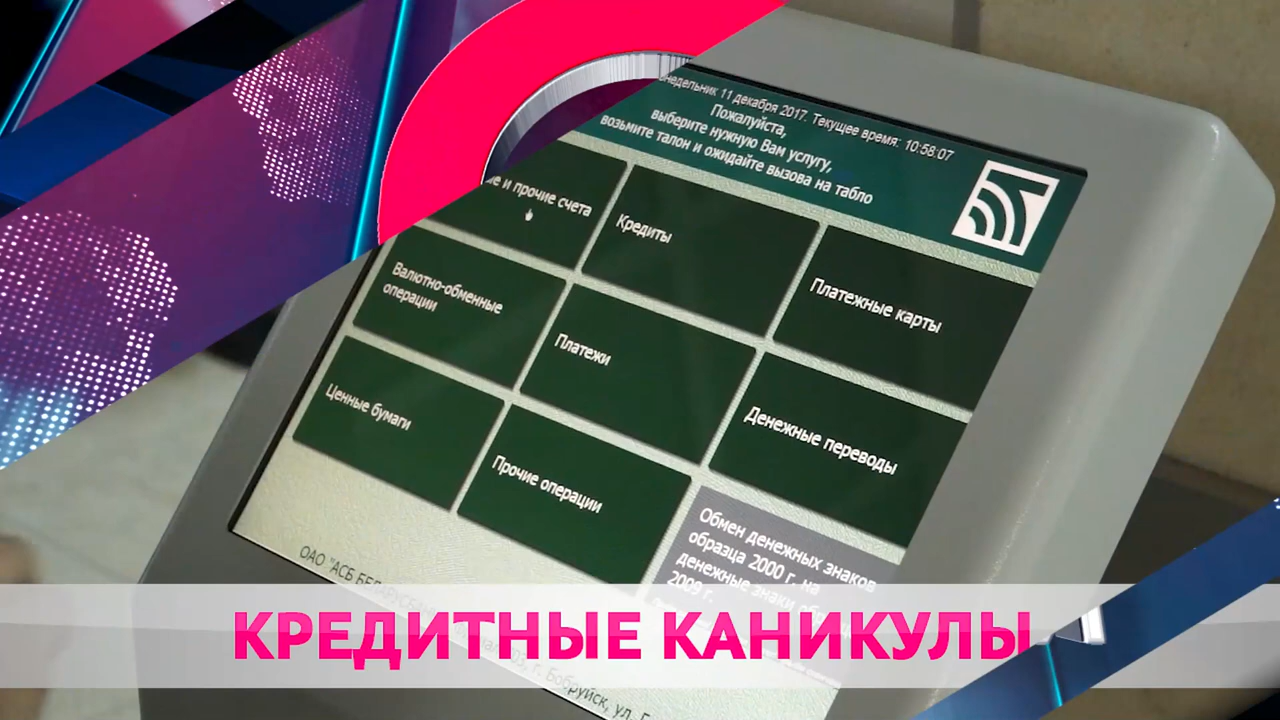 11 декабря 2017. Текущее время: 10:58:07
Пожалуйста,
выберите нужную Вам услугу,
возьмите талон и ожидайте вызова на табло
и прочие счета
Кредиты
Платежные карты
Валютно-обменные
операции
Платежи
Денежные переводы
Ценные бумаги
Прочие операции
Обмен денежных знаков
образца 2000 г. на
денежные знаки
2009 г.
ОАО "АСБ
г. Бобруйск, ул.
КРЕДИТНЫЕ КАНИКУЛЫ